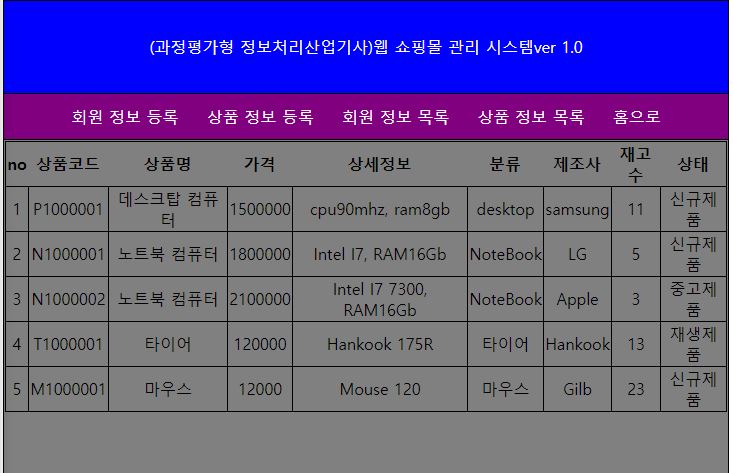 (과정평가형 정보처리산업기사)웹 쇼핑몰 관리 시스템ver 1.0
회원 정보 등록 상품 정보 등록 회원 정보 목록 상품 정보 목록 홈으로
no 상품코드 상품명 가격 상세정보 분류 제조사 재고수 상태
1 P1000001 데스크탑 컴퓨터 1500000 cpu90mhz, ram8gb desktop samsung 11 신규제품
2 N1000001 노트북 컴퓨터 1800000 Intel I7, RAM16Gb NoteBook LG 5 신규제품
3 N1000002 노트북 컴퓨터 2100000 Intel I7 7300, RAM16Gb NoteBook Apple 3 중고제품
4 T1000001 타이어 120000 Hankook 175R 타이어 Hankook 13 재생제품
5 M1000001 마우스 12000 Mouse 120 마우스 Gilb 23 신규제품